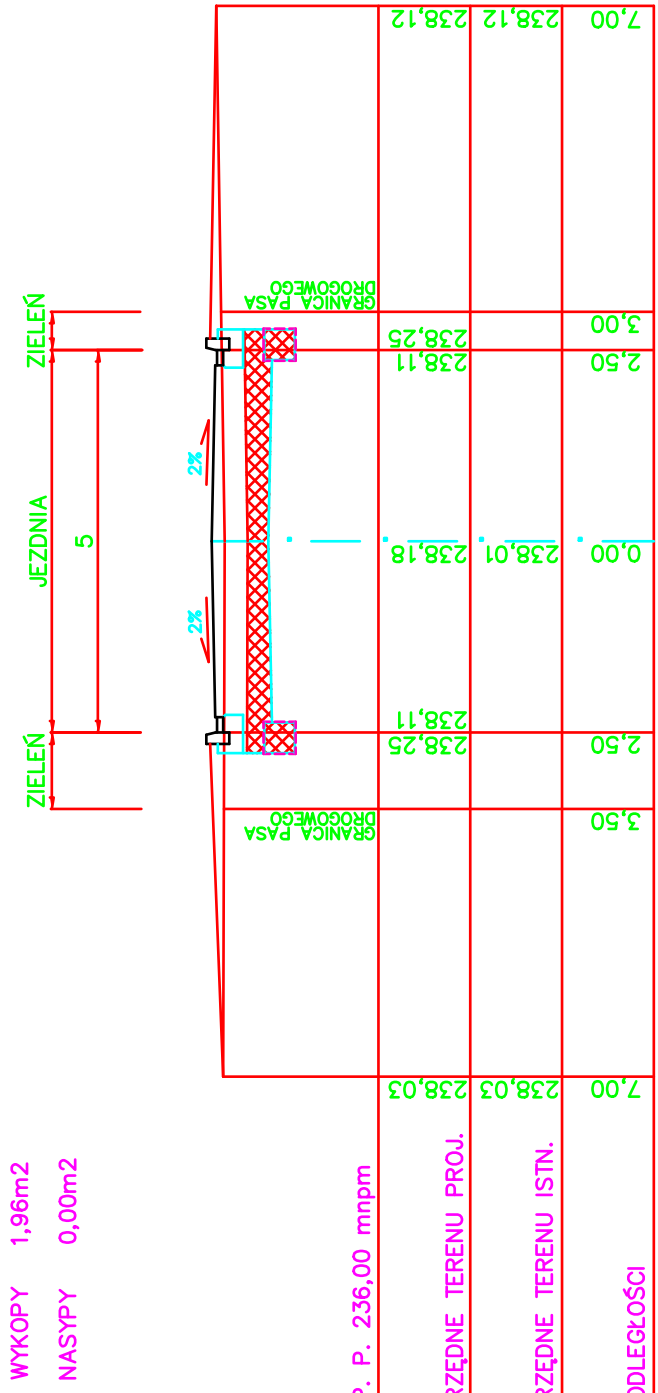 WYKOPY 1,96m2
NASYPY 0,00m2
ZIELEŃ JEZDNIA ZIELEŃ
5
2% 2%
GRANICA PASA
DROGOWEGO
GRANICA PASA
DROGOWEGO
P. P. 236,00 mnpm
RZĘDNE TERENU PROJ. 238,03 238,25 238,11 238,18 238,11 238,25 238,12
RZĘDNE TERENU ISTN. 238,03 238,01 238,12
ODLEGŁOŚCI 7,00 3,50 2,50 0,00 2,50 3,00 7,00